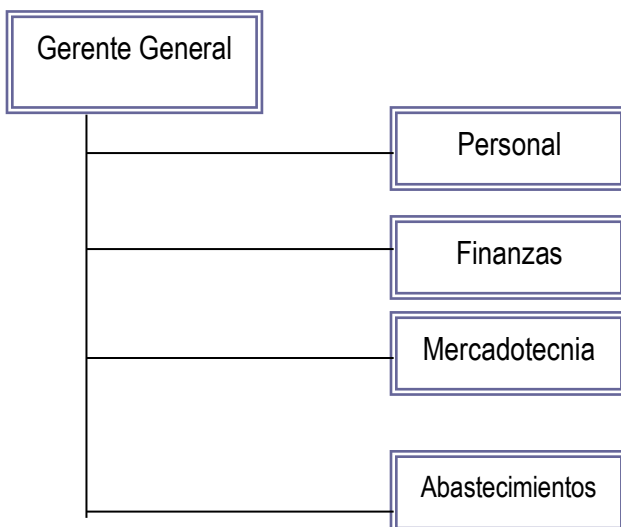 Gerente General
Personal
Finanzas
Mercadotecnia
Abastecimientos